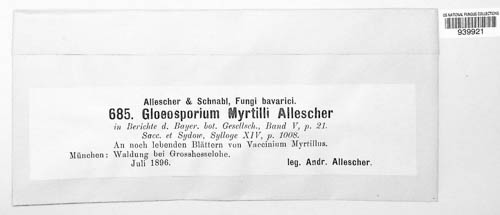 US NATIONAL FUNGUS COLLECTIONS
939921
Allescher & Schnabl, Fungi bavarici.
685. Gloeosporium Myrtilli Allescher
in Berichte d. Bayer. bot. Gesellsch., Band V, p. 21.
Sacc. et Sydow, Sylloge XIV, p. 1008.
An noch lebenden Blättern von Vaccinium Myrtillus.
München: Waldung bei Grosshesselohe.
Juli 1896. leg. Andr. Allescher.